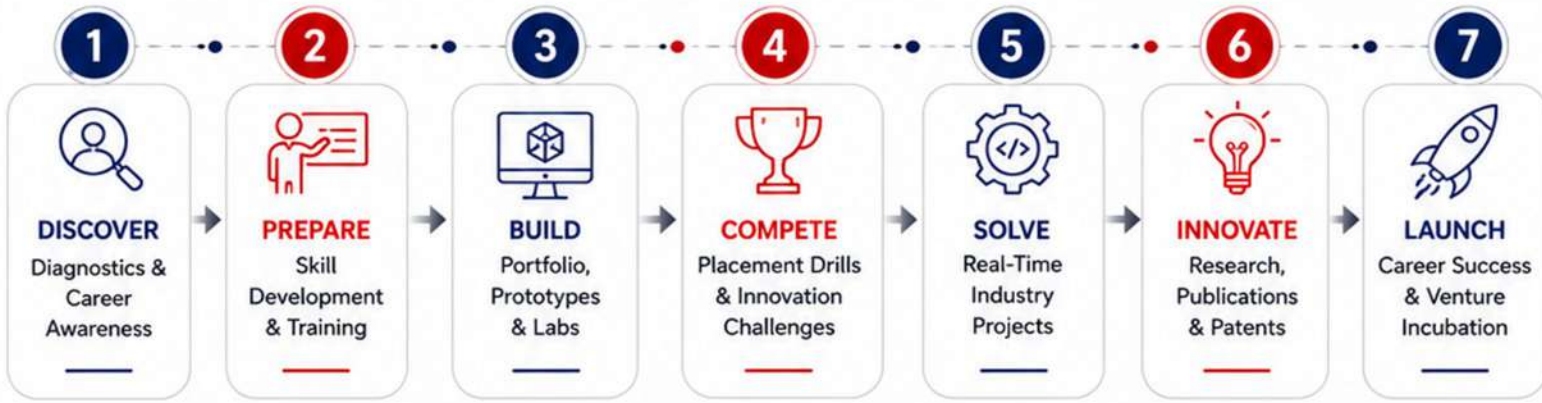 1
2
3
4
5
6
7
DISCOVER
Diagnostics &
Career
Awareness
PREPARE
Skill
Development
& Training
BUILD
Portfolio,
Prototypes
& Labs
COMPETE
Placement Drills
& Innovation
Challenges
</>
SOLVE
Real-Time
Industry
Projects
INNOVATE
Research,
Publications
& Patents
LAUNCH
Career Success
& Venture
Incubation